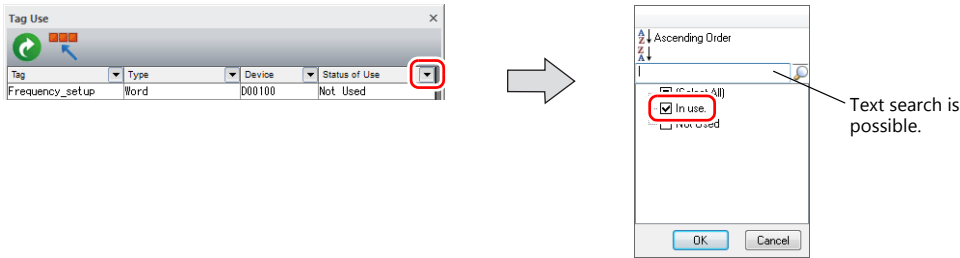 Tag Use
Tag Type Device Status of Use
Frequency_setup Word D00100 Not Used
Ascending Order
(Select All)
In use.
Not Used
OK Cancel
Text search is
possible.